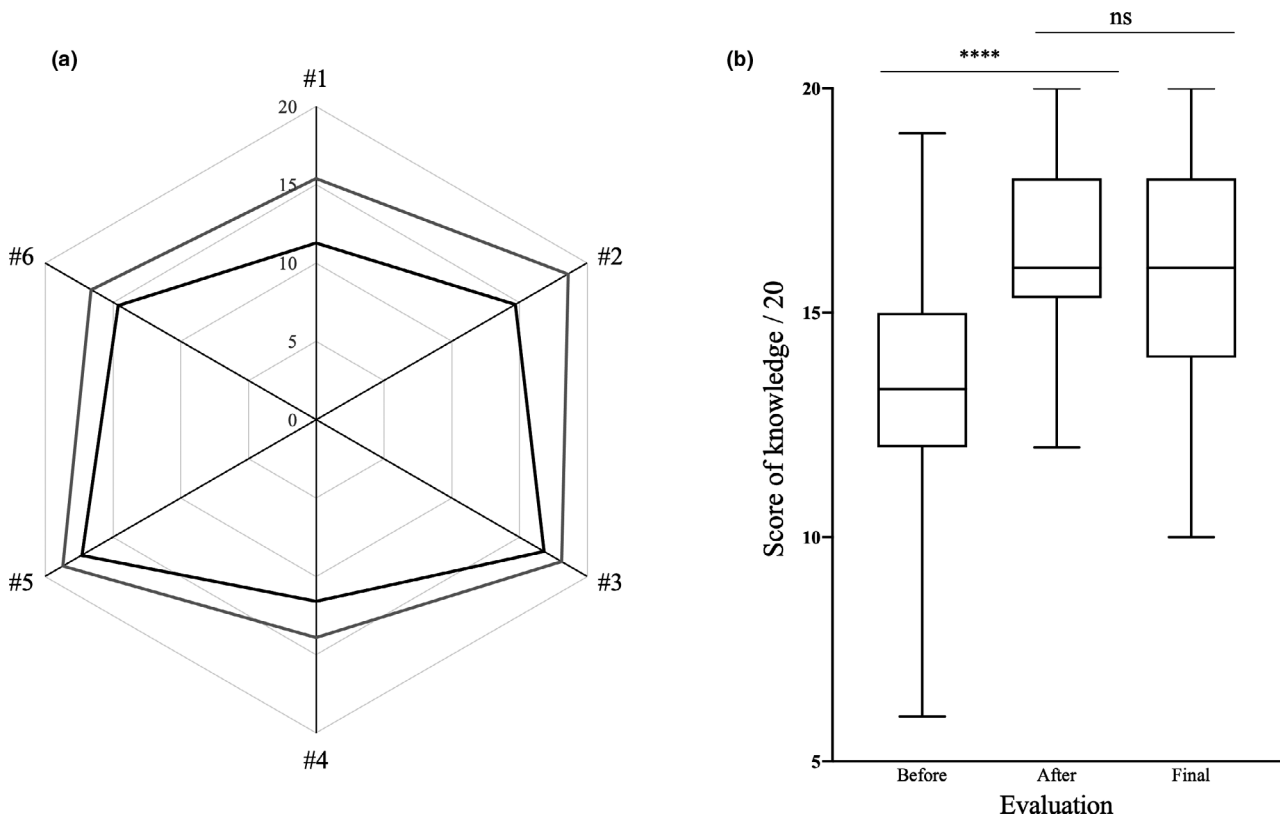 (a)
#1
20
15
10
5
0
#6
#2
#5
#3
#4
(b)
ns
****
20
15
10
5
Score of knowledge / 20
Before After Final
Evaluation